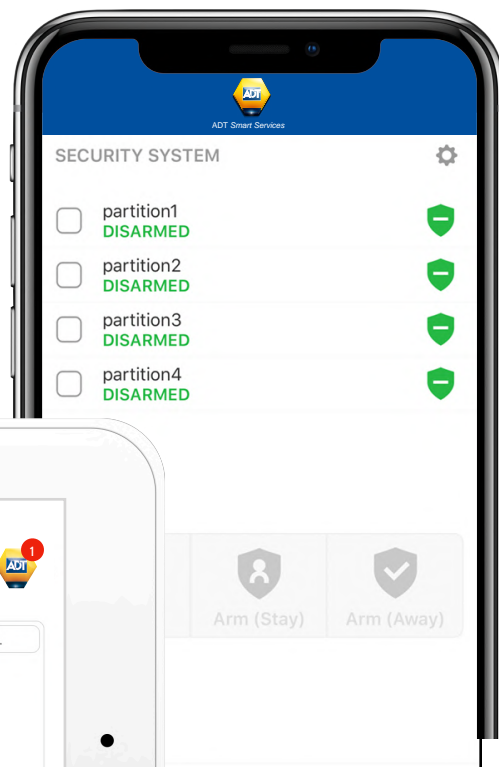 ADT
ADT Smart Services
SECURITY SYSTEM
partition1
DISARMED
partition2
DISARMED
partition3
DISARMED
partition4
DISARMED
1
ADT
Arm (Stay)
Arm (Away)